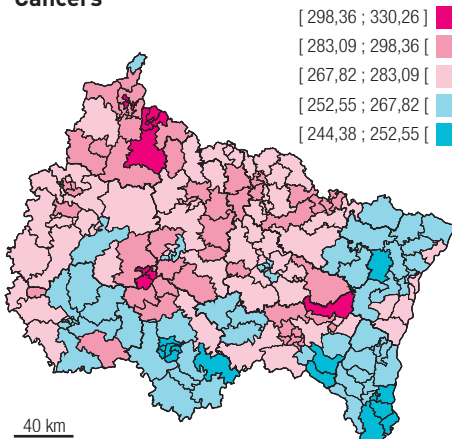 Cancers
[ 298,36 ; 330,26 ]
[ 283,09 ; 298,36 [
[ 267,82 ; 283,09 [
[ 252,55 ; 267,82 [
[ 244,38 ; 252,55 [
40 km